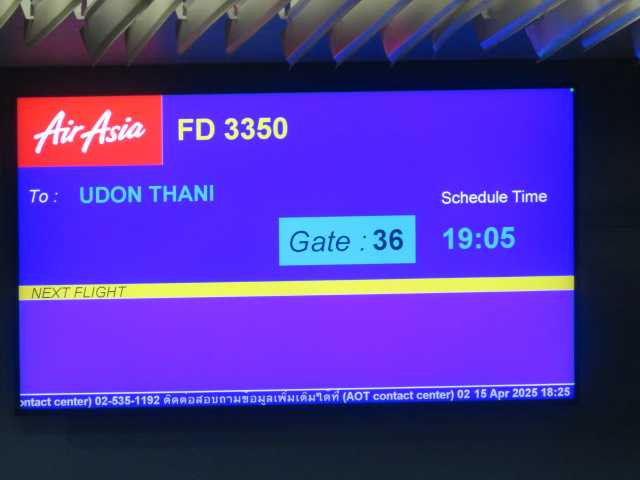 AirAsia FD 3350
To : UDON THANI
Schedule Time
Gate : 36 19:05
NEXT FLIGHT
ontact center) 02-535-1192 ติดต่อสอบถามข้อมูลเพิ่มเติมได้ที่ (AOT contact center) 02 15 Apr 2025 18:25